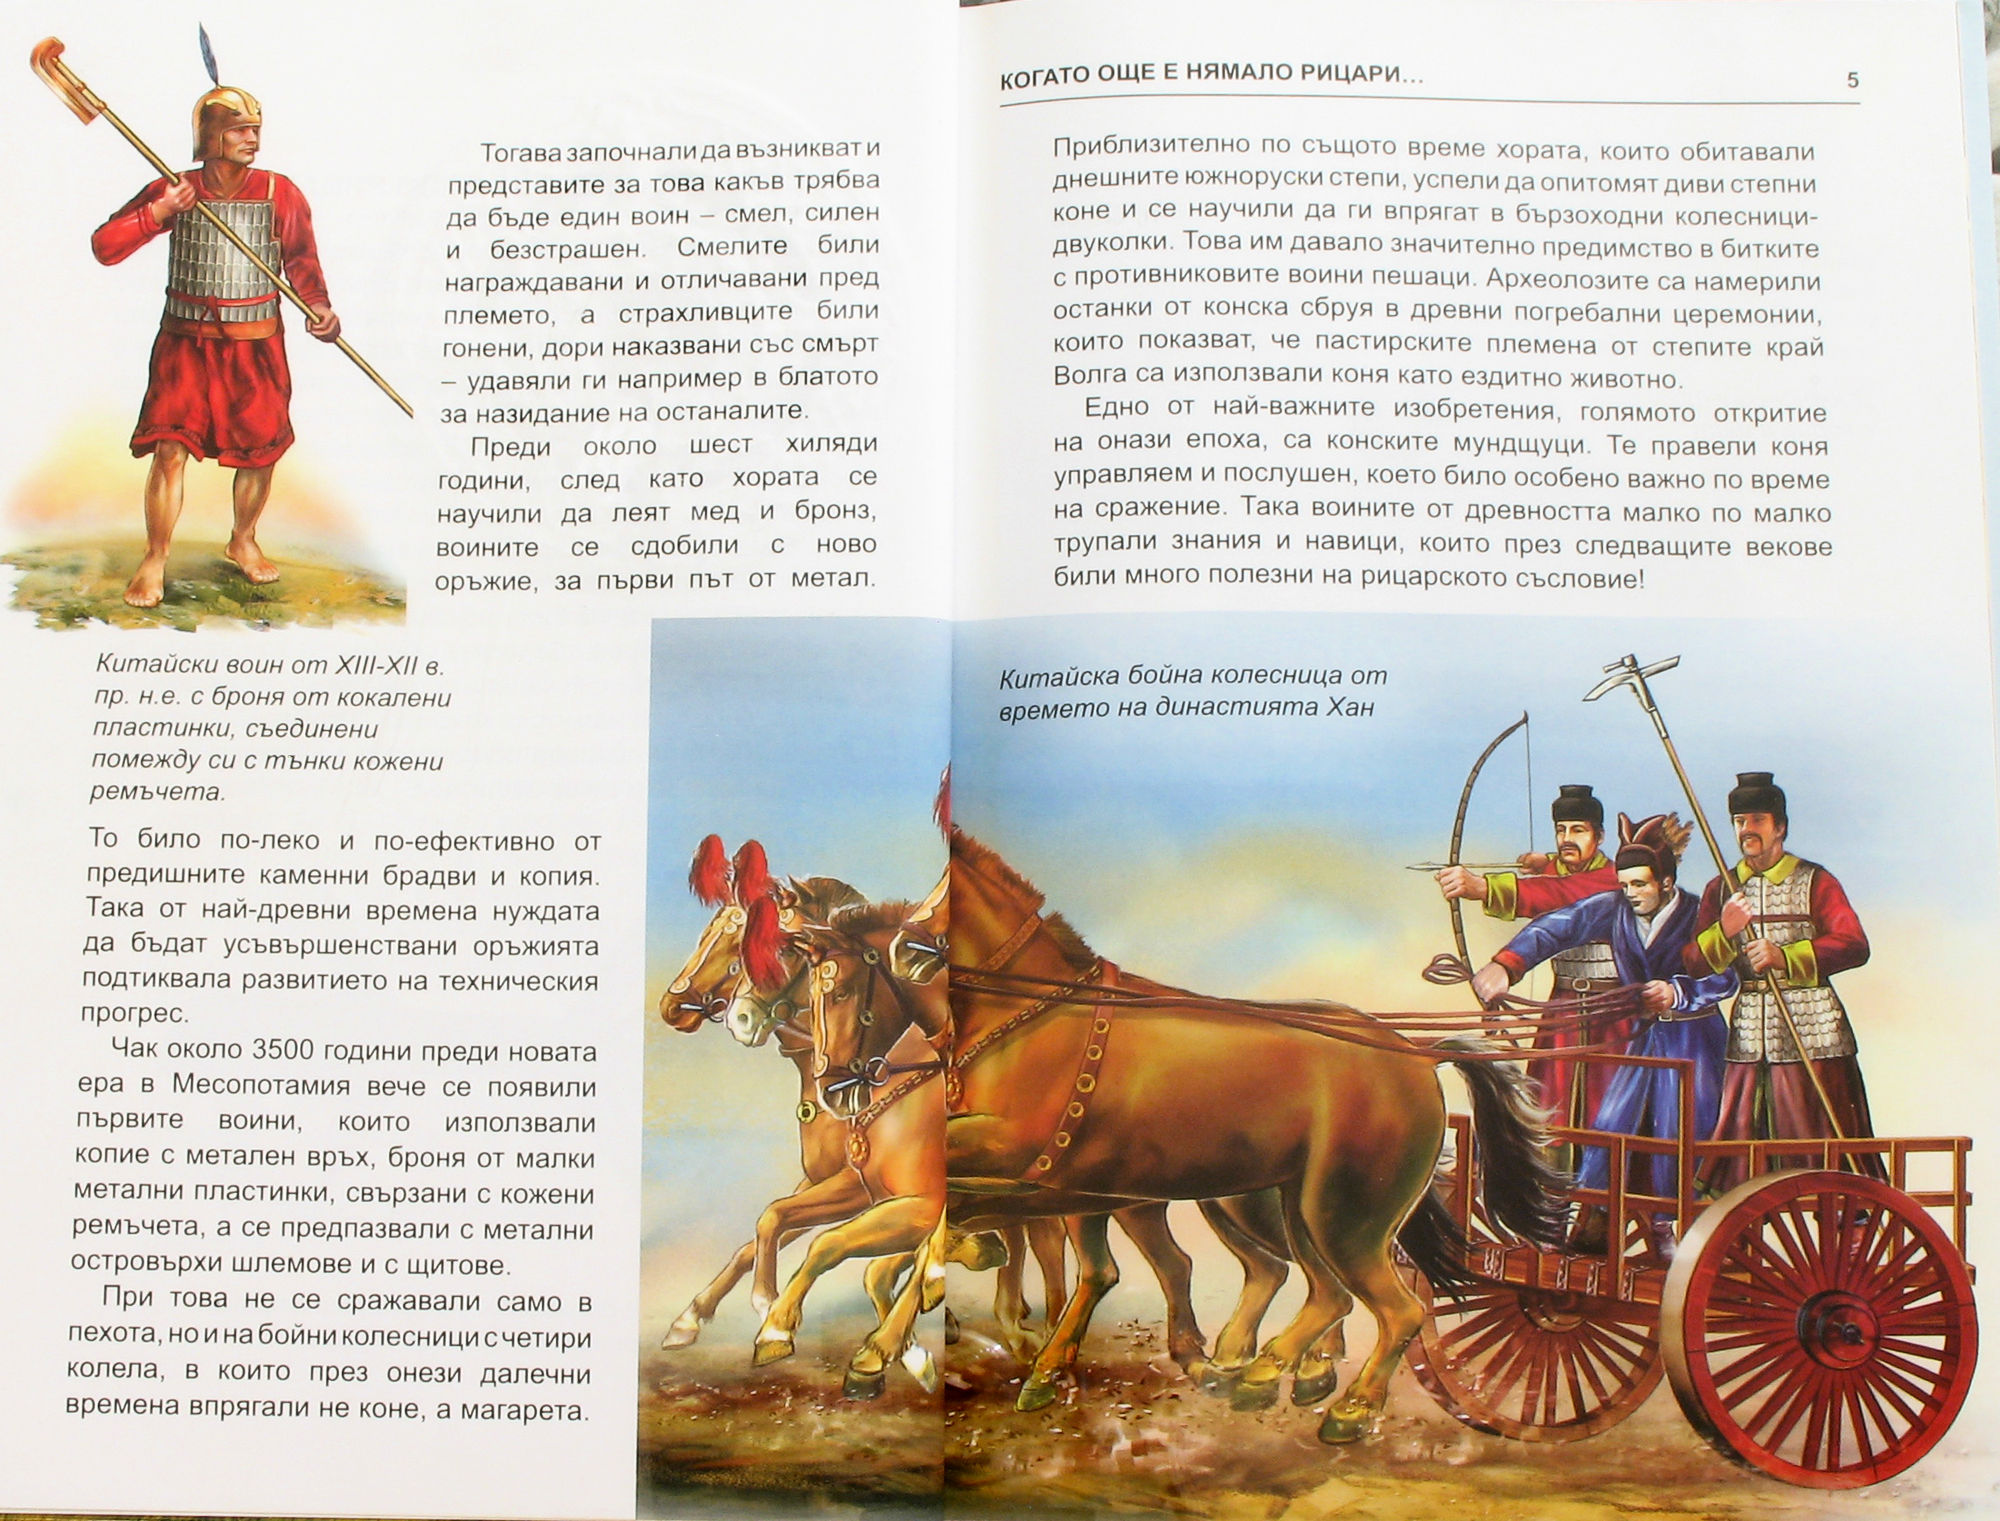 Тогава започнали да възникват и
представите за това какъв трябва
да бъде един воин – смел, силен
и безстрашен. Смелите били
награждавани и отличавани пред
племето, а страхливците били
гонени, дори наказвани със смърт
– удавяли ги например в блатото
за назидание на останалите.
Преди около шест хиляди
години, след като хората се
научили да леят мед и бронз,
воините се сдобили с ново
оръжие, за първи път от метал.
Китайски воин от XIII-XII в.
пр. н.е. с броня от кокалени
пластинки, съединени
помежду си с тънки кожени
ремъчета.
То било по-леко и по-ефективно от
предишните каменни брадви и копия.
Така от най-древни времена нуждата
да бъдат усъвършенствани оръжията
подтиквала развитието на техническия
прогрес.
Чак около 3500 години преди новата
ера в Месопотамия вече се появили
първите воини, които използвали
копие с метален връх, броня от малки
метални пластинки, свързани с кожени
ремъчета, а се предпазвали с метални
островърхи шлемове и с щитове.
При това не се сражавали само в
пехота, но и на бойни колесници с четири
колела, в които през онези далечни
времена впрягали не коне, а магарета.
КОГАТО ОЩЕ Е НЯМАЛО РИЦАРИ...
5
Приблизително по същото време хората, които обитавали
днешните южноруски степи, успели да опитомят диви степни
коне и се научили да ги впрягат в бързоходни колесници-
двуколки. Това им давало значително предимство в битките
с противниковите воини пешаци. Археолозите са намерили
останки от конска сбруя в древни погребални церемонии,
които показват, че пастирските племена от степите край
Волга са използвали коня като ездитно животно.
Едно от най-важните изобретения, голямото откритие
на онази епоха, са конските мундщуци. Те правели коня
управляем и послушен, което било особено важно по време
на сражение. Така воините от древността малко по малко
трупали знания и навици, които през следващите векове
били много полезни на рицарското съсловие!
Китайска бойна колесница от
времето на династията Хан